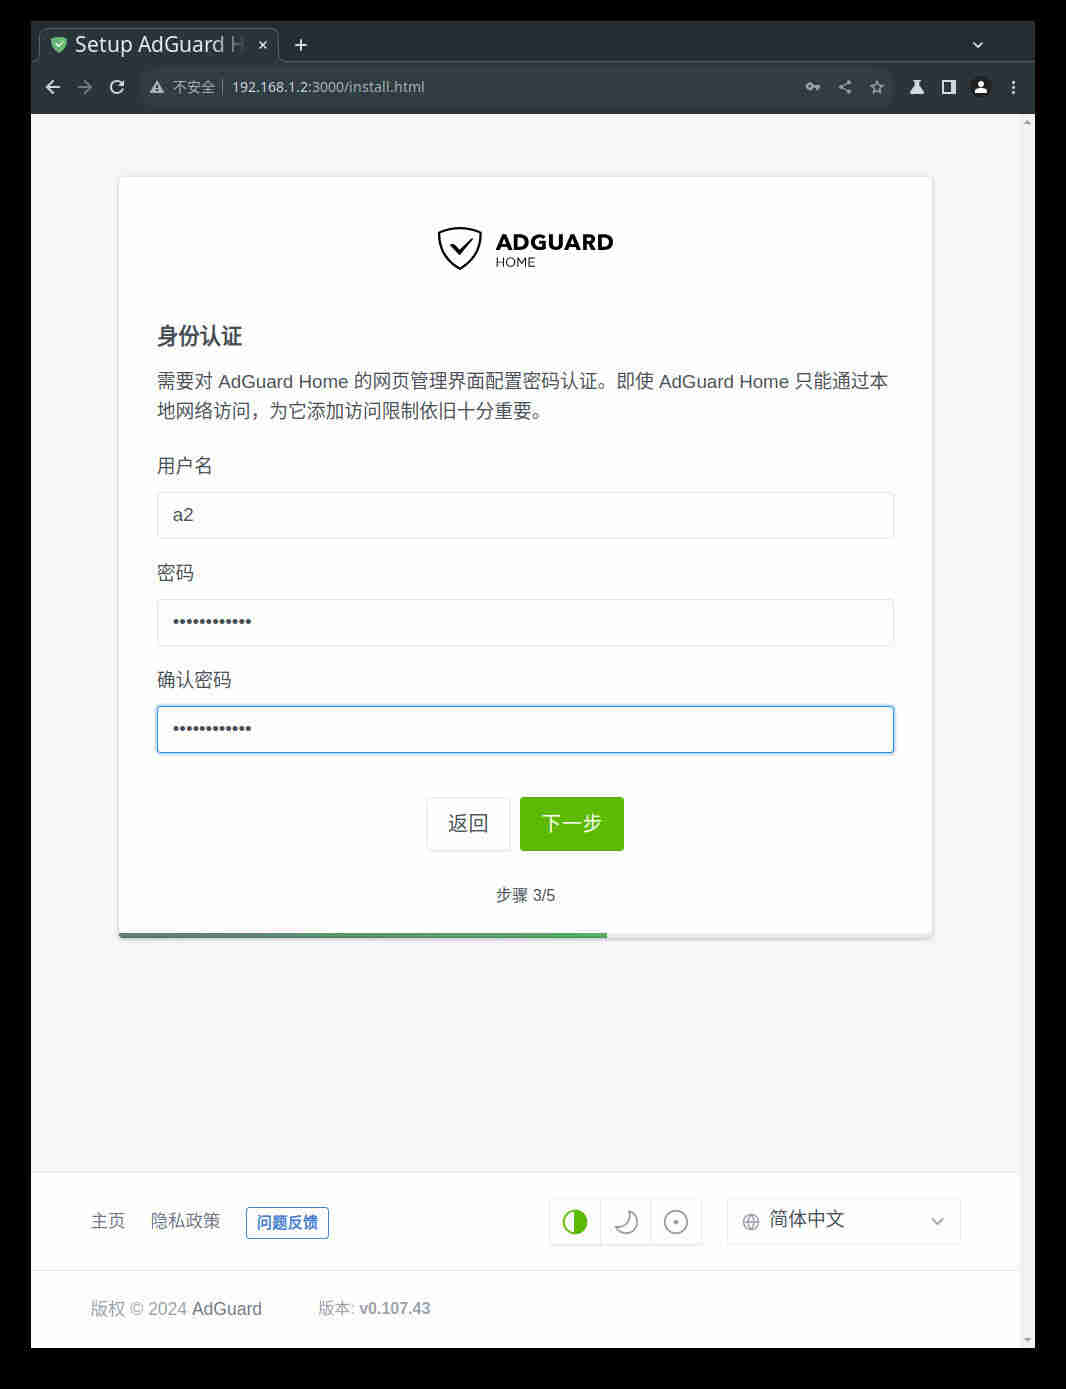 Setup AdGuard H
不安全 192.168.1.2:3000/install.html
ADGUARD
HOME
身份认证
需要对 AdGuard Home 的网页管理界面配置密码认证。即使 AdGuard Home 只能通过本
地网络访问，为它添加访问限制依旧十分重要。
用户名
a2
密码
••••••••••••
确认密码
••••••••••••
返回 下一步
步骤 3/5
主页 隐私政策 问题反馈 简体中文
版权 © 2024 AdGuard 版本: v0.107.43